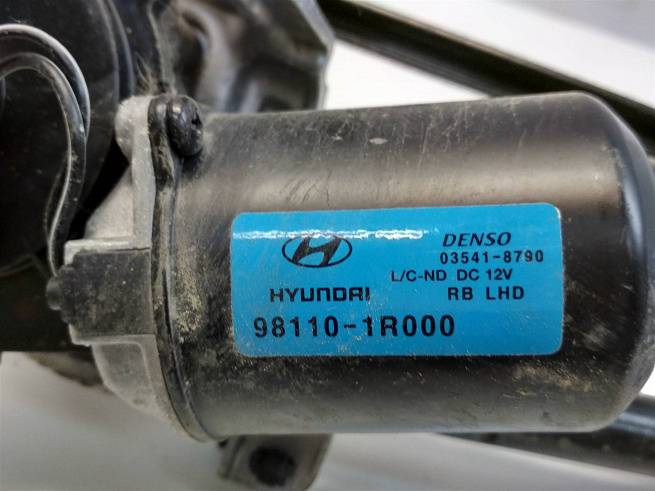 DENSO
03541-8790
L/C-ND DC 12V
HYUNDAI RB LHD
98110-1R000